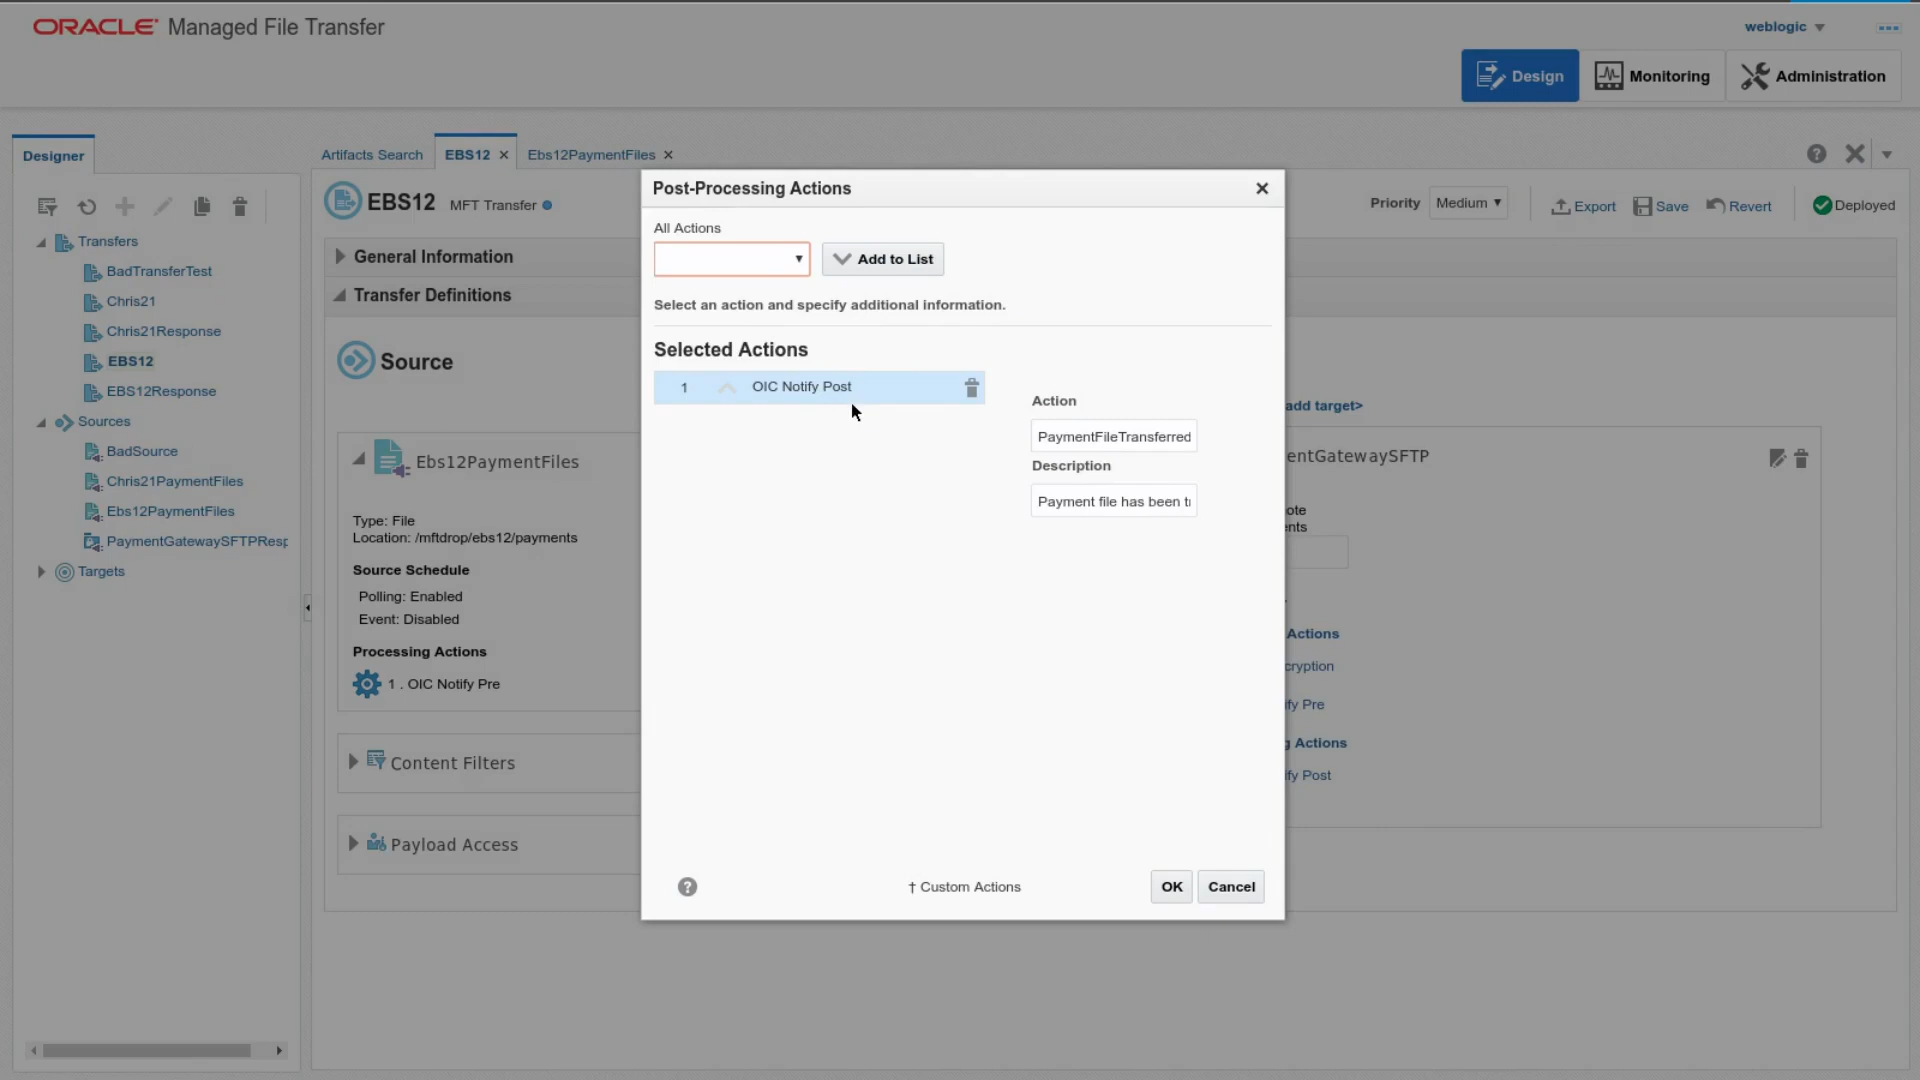 ORACLE Managed File Transfer
weblogic
Design
Monitoring
Administration
Designer
Artifacts Search
EBS12
Ebs12PaymentFiles
EBS12 MFT Transfer
Priority Medium
Export
Save
Revert
Deployed
Transfers
BadTransferTest
Chris21
Chris21Response
EBS12
EBS12Response
Sources
BadSource
Chris21PaymentFiles
Ebs12PaymentFiles
PaymentGatewaySFTPResp
Targets
General Information
Transfer Definitions
Source
Ebs12PaymentFiles
Type: File
Location: /mftdrop/ebs12/payments
Source Schedule
Polling: Enabled
Event: Disabled
Processing Actions
1 . OIC Notify Pre
Content Filters
Payload Access
Post-Processing Actions
All Actions
Add to List
Select an action and specify additional information.
Selected Actions
1 OIC Notify Post
Action
PaymentFileTransferred
Description
Payment file has been t
† Custom Actions
OK
Cancel
add target>
entGatewaySFTP
ote
nts
Actions
cryption
ify Pre
g Actions
ify Post